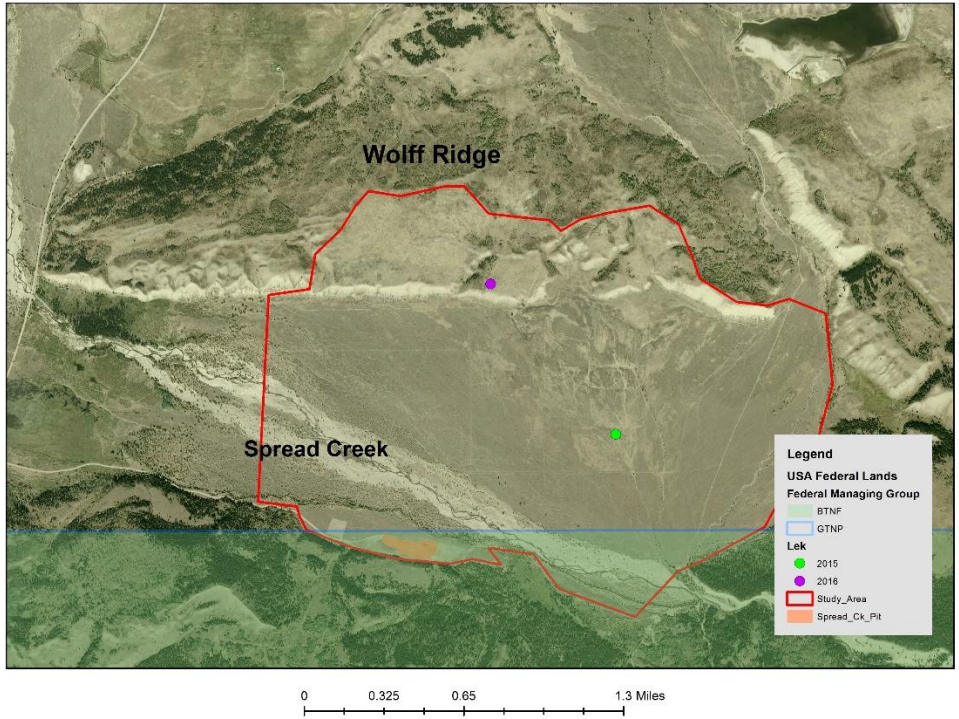 Wolff Ridge
Spread Creek
Legend
USA Federal Lands
Federal Managing Group
BTNF
GTNP
Lek
2015
2016
Study_Area
Spread_Ck_Pit
0 0.325 0.65 1.3 Miles